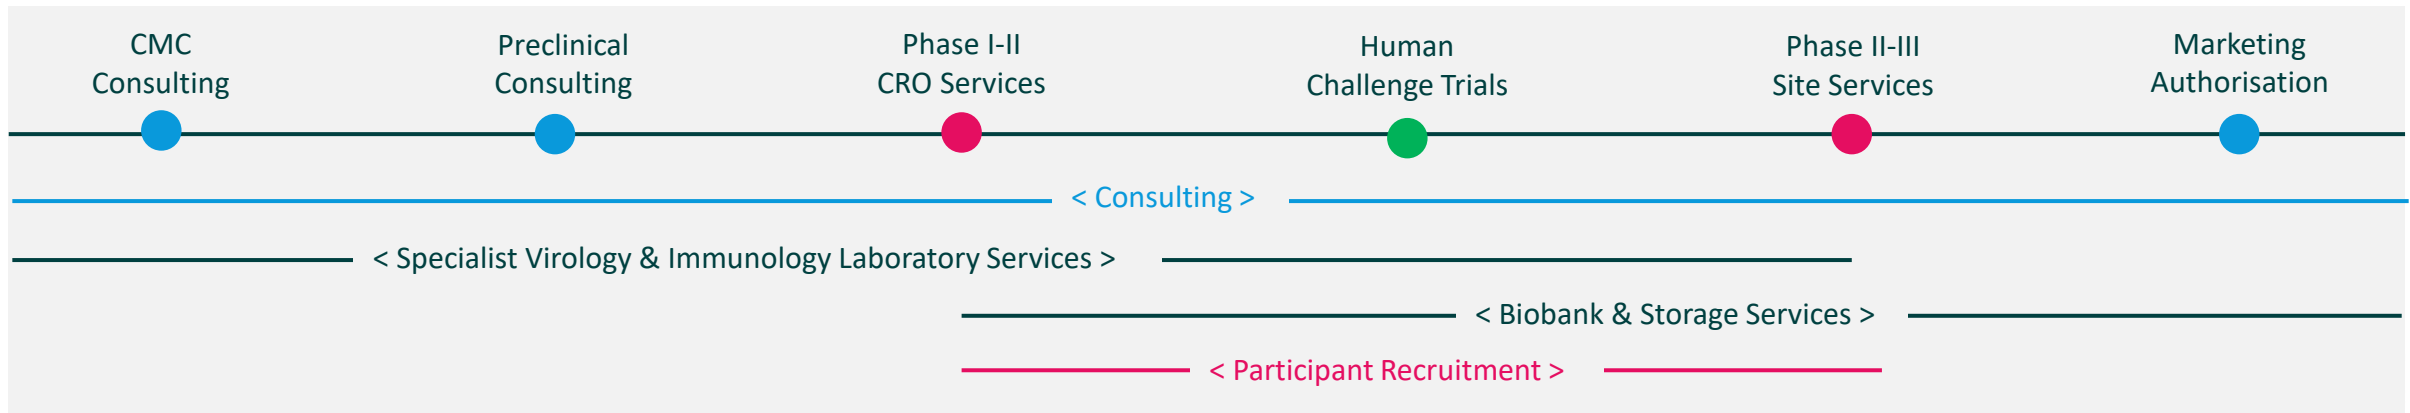 CMC
Consulting
Preclinical
Consulting
Phase I-II
CRO Services
Human
Challenge Trials
Phase II-III
Site Services
Marketing
Authorisation
< Consulting >
< Specialist Virology & Immunology Laboratory Services >
< Biobank & Storage Services >
< Participant Recruitment >